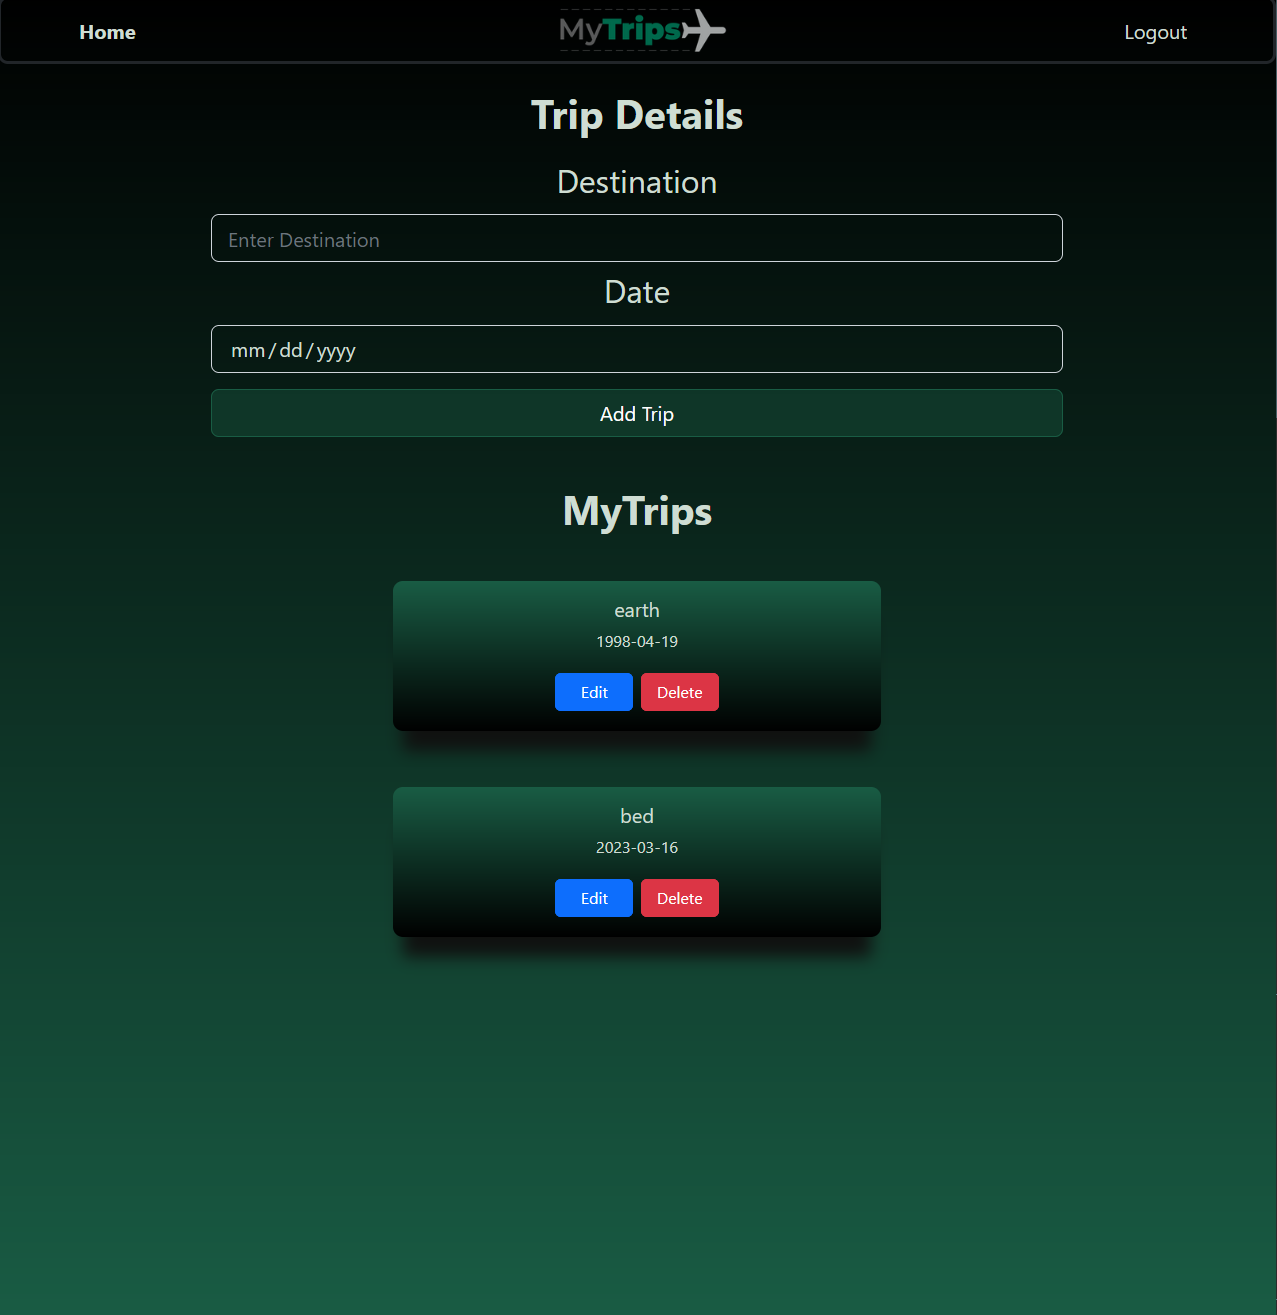 Home
MyTrips
Logout
Trip Details
Destination
Enter Destination
Date
mm/dd/yyyy
Add Trip
MyTrips
earth
1998-04-19
Edit Delete
bed
2023-03-16
Edit Delete